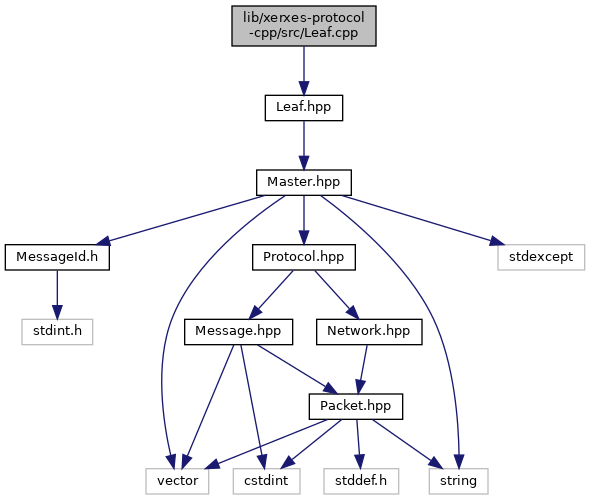 lib/xerxes-protocol
-cpp/src/Leaf.cpp
Leaf.hpp
Master.hpp
MessageId.h
Protocol.hpp
stdexcept
stdint.h
Message.hpp
Network.hpp
Packet.hpp
vector
cstdint
stddef.h
string